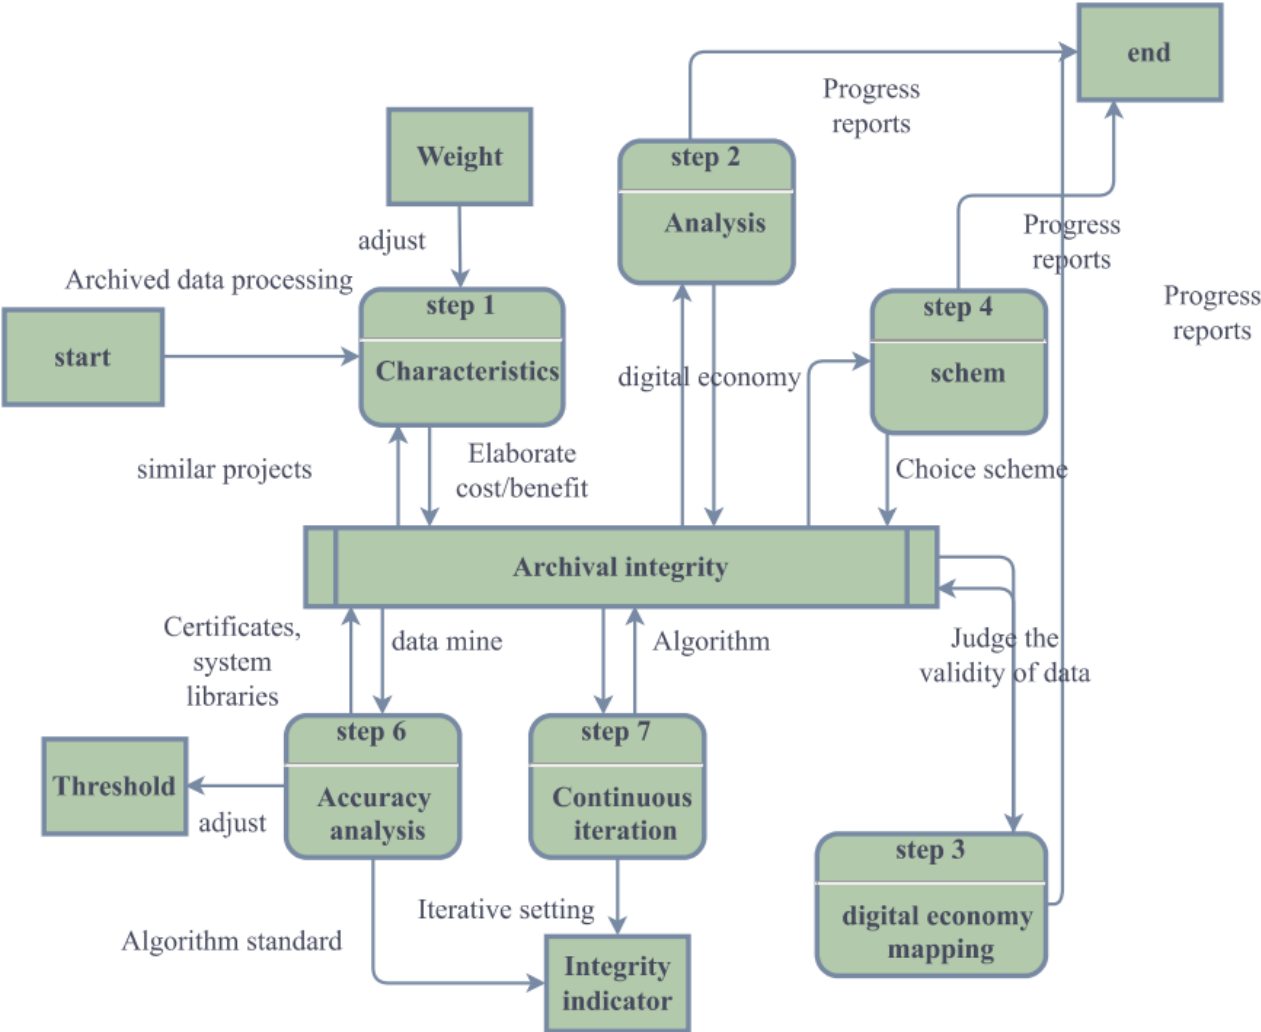 end
Progress
reports
Weight
step 2
Analysis
adjust
Progress
reports
Archived data processing
step 1
Characteristics
start
step 4
schem
Progress
reports
digital economy
similar projects
Elaborate
cost/benefit
Choice scheme
Archival integrity
Certificates,
system
libraries
data mine
Algorithm
Judge the
validity of data
step 6
Accuracy
analysis
step 7
Continuous
iteration
Threshold
adjust
step 3
digital economy
mapping
Iterative setting
Algorithm standard
Integrity
indicator